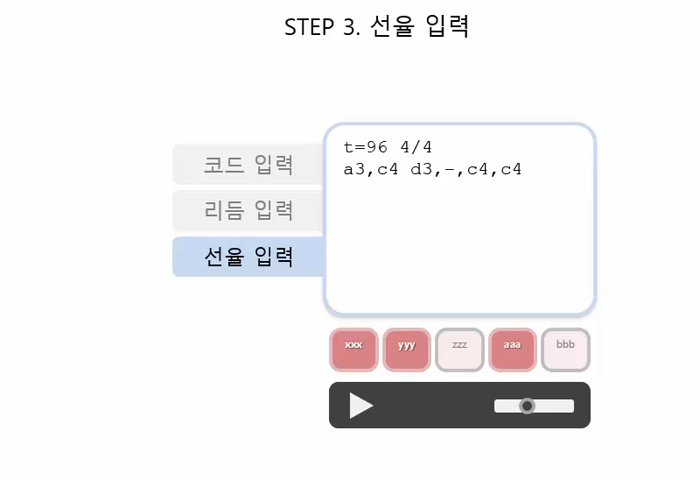 STEP 3. 선율 입력
코드 입력
리듬 입력
선율 입력
t=96 4/4
a3,c4 d3,-,c4,c4
xxx yyy zzz aaa bbb